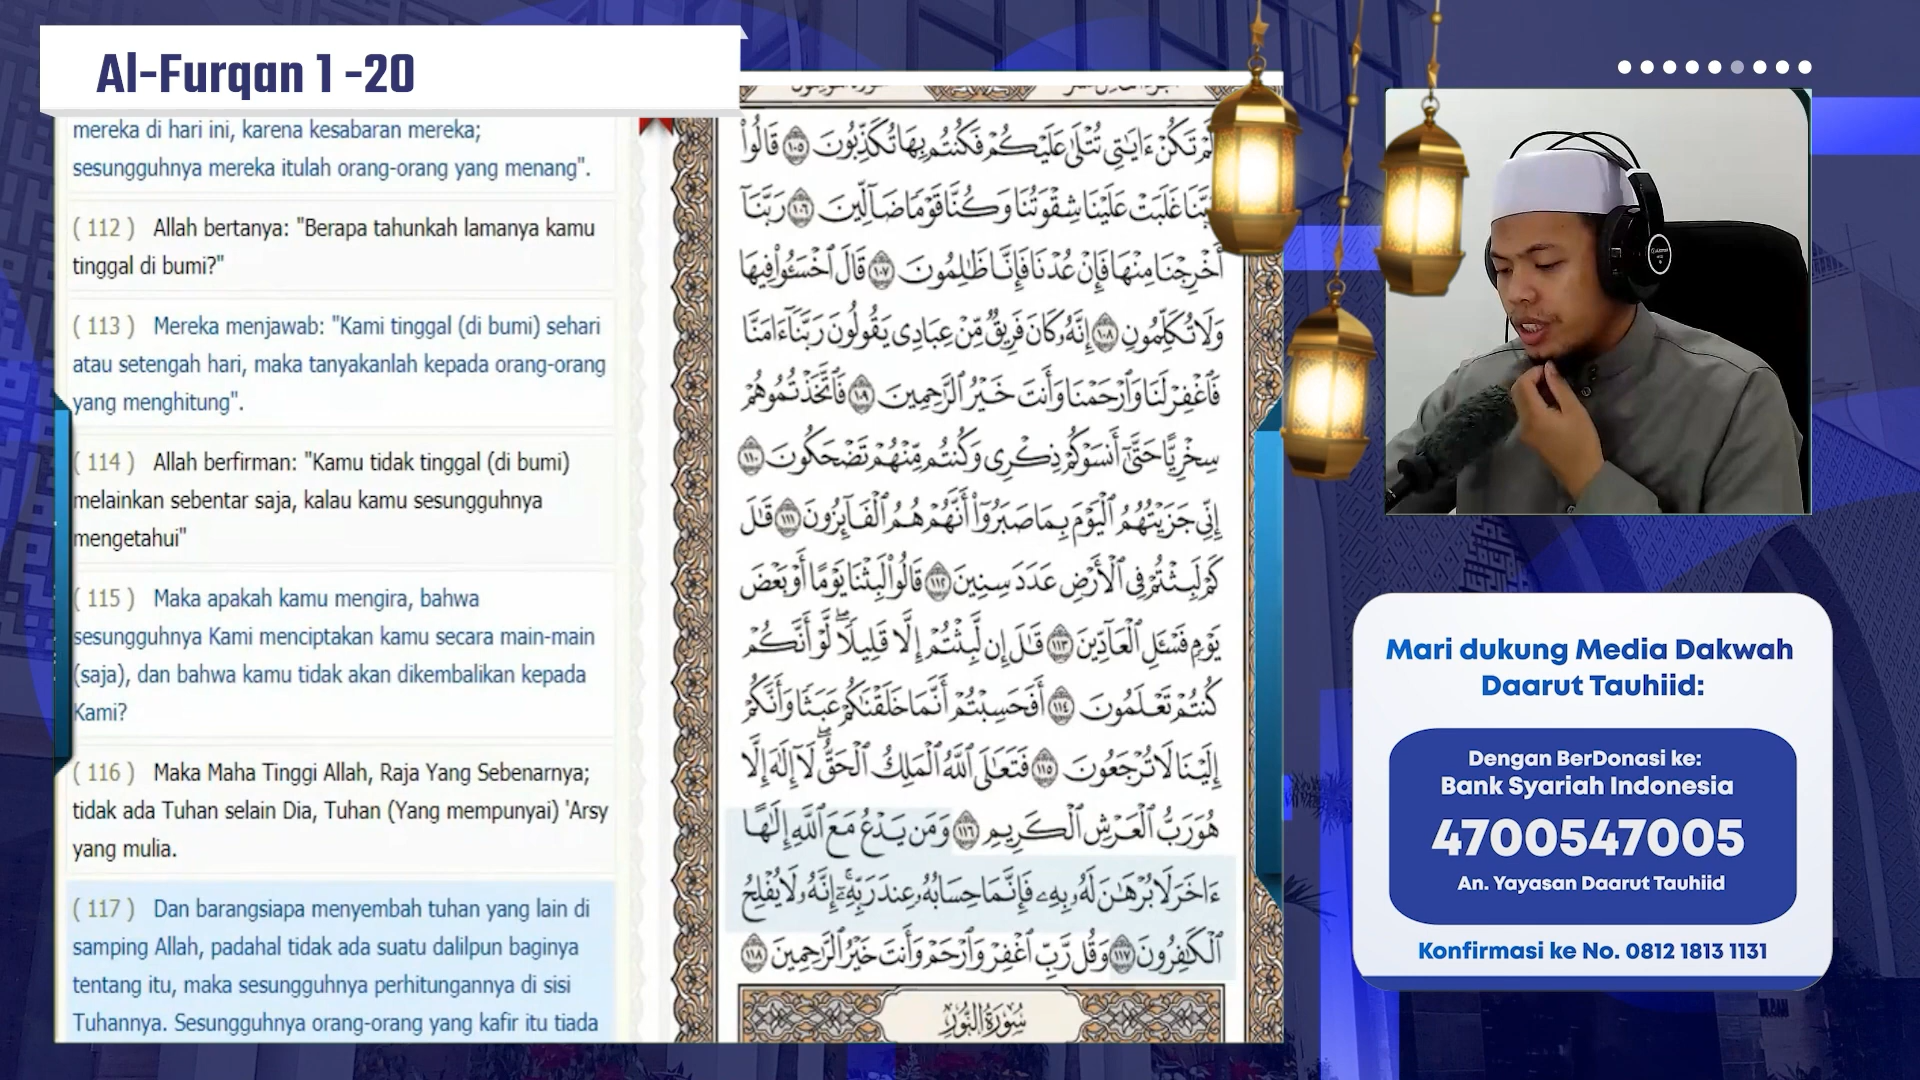 Al-Furqan 1 -20
mereka di hari ini, karena kesabaran mereka;
sesungguhnya mereka itulah orang-orang yang menang".
( 112 ) Allah bertanya: "Berapa tahunkah lamanya kamu
tinggal di bumi?"
( 113 ) Mereka menjawab: "Kami tinggal (di bumi) sehari
atau setengah hari, maka tanyakanlah kepada orang-orang
yang menghitung".
( 114 ) Allah berfirman: "Kamu tidak tinggal (di bumi)
melainkan sebentar saja, kalau kamu sesungguhnya
mengetahui"
( 115 ) Maka apakah kamu mengira, bahwa
sesungguhnya Kami menciptakan kamu secara main-main
(saja), dan bahwa kamu tidak akan dikembalikan kepada
Kami?
( 116 ) Maka Maha Tinggi Allah, Raja Yang Sebenarnya;
tidak ada Tuhan selain Dia, Tuhan (Yang mempunyai) 'Arsy
yang mulia.
( 117 ) Dan barangsiapa menyembah tuhan yang lain di
samping Allah, padahal tidak ada suatu dalilpun baginya
tentang itu, maka sesungguhnya perhitungannya di sisi
Tuhannya. Sesungguhnya orang-orang yang kafir itu tiada
تَكُنْ ءَايَٰتِى تُتْلَىٰ عَلَيْكُمْ فَكُنتُم بِهَا تُكَذِّبُونَ ١٠٥ قَالُوا۟
غَلَبَتْ عَلَيْنَا شِقْوَتُنَا وَكُنَّا قَوْمًا ضَآلِّينَ ١٠٦ رَبَّنَآ
أَخْرِجْنَا مِنْهَا فَإِنْ عُدْنَا فَإِنَّا ظَٰلِمُونَ ١٠٧ قَالَ ٱخْسَـُٔوا۟ فِيهَا
وَلَا تُكَلِّمُونِ ١٠٨ إِنَّهُۥ كَانَ فَرِيقٌ مِّنْ عِبَادِى يَقُولُونَ رَبَّنَآ ءَامَنَّا
فَٱغْفِرْ لَنَا وَٱرْحَمْنَا وَأَنتَ خَيْرُ ٱلرَّٰحِمِينَ ١٠٩ فَٱتَّخَذْتُمُوهُمْ
سِخْرِيًّا حَتَّىٰٓ أَنسَوْكُمْ ذِكْرِى وَكُنتُم مِّنْهُمْ تَضْحَكُونَ ١١٠
إِنِّى جَزَيْتُهُمُ ٱلْيَوْمَ بِمَا صَبَرُوٓا۟ أَنَّهُمْ هُمُ ٱلْفَآئِزُونَ ١١١ قَٰلَ
كَمْ لَبِثْتُمْ فِى ٱلْأَرْضِ عَدَدَ سِنِينَ ١١٢ قَالُوا۟ لَبِثْنَا يَوْمًا أَوْ بَعْضَ
يَوْمٍ فَسْـَٔلِ ٱلْعَآدِّينَ ١١٣ قَٰلَ إِن لَّبِثْتُمْ إِلَّا قَلِيلًا ۖ لَّوْ أَنَّكُمْ
كُنتُمْ تَعْلَمُونَ ١١٤ أَفَحَسِبْتُمْ أَنَّمَا خَلَقْنَٰكُمْ عَبَثًا وَأَنَّكُمْ
إِلَيْنَا لَا تُرْجَعُونَ ١١٥ فَتَعَٰلَى ٱللَّهُ ٱلْمَلِكُ ٱلْحَقُّ ۖ لَآ إِلَٰهَ إِلَّا
هُوَ رَبُّ ٱلْعَرْشِ ٱلْكَرِيمِ ١١٦ وَمَن يَدْعُ مَعَ ٱللَّهِ إِلَٰهًا
ءَاخَرَ لَا بُرْهَٰنَ لَهُۥ بِهِۦ فَإِنَّمَا حِسَابُهُۥ عِندَ رَبِّهِۦٓ ۚ إِنَّهُۥ لَا يُفْلِحُ
ٱلْكَٰفِرُونَ ١١٧ وَقُل رَّبِّ ٱغْفِرْ وَٱرْحَمْ وَأَنتَ خَيْرُ ٱلرَّٰحِمِينَ ١١٨
سُورَةُ النُّورِ
Mari dukung Media Dakwah
Daarut Tauhiid:
Dengan BerDonasi ke:
Bank Syariah Indonesia
4700547005
An. Yayasan Daarut Tauhiid
Konfirmasi ke No. 0812 1813 1131